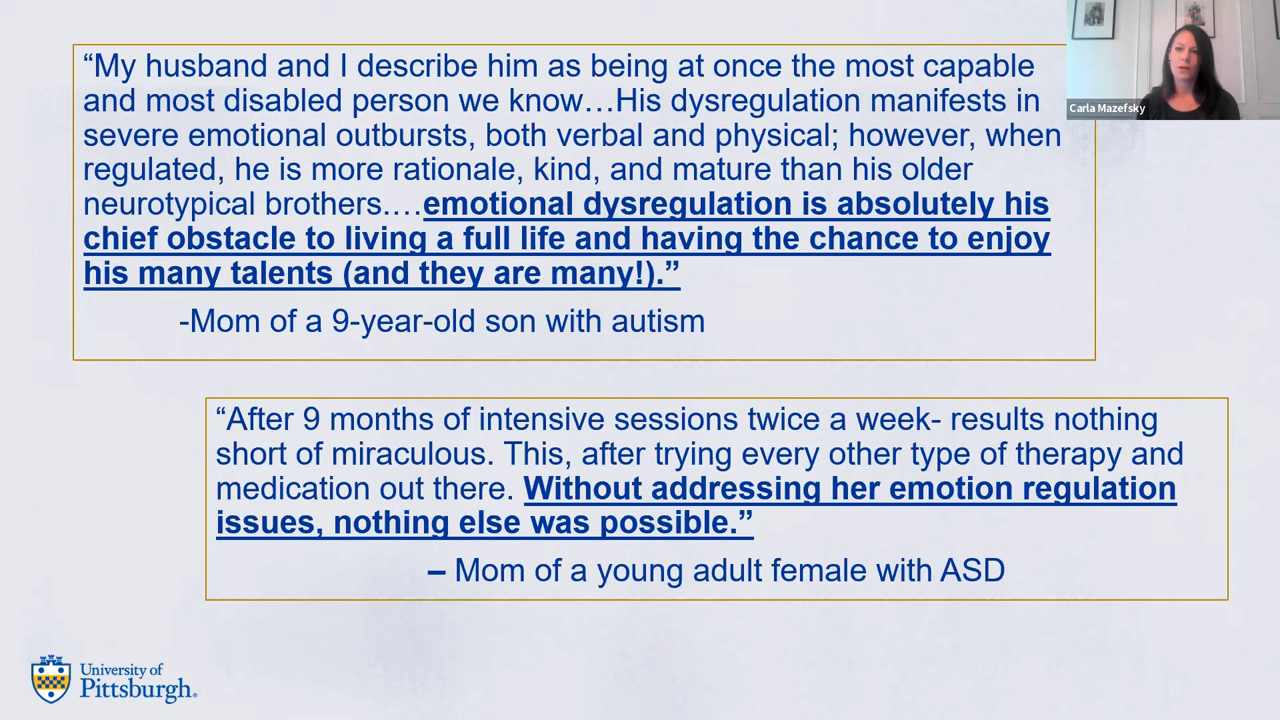 “My husband and I describe him as being at once the most capable
and most disabled person we know…His dysregulation manifests in
severe emotional outbursts, both verbal and physical; however, when
regulated, he is more rationale, kind, and mature than his older
neurotypical brothers.…emotional dysregulation is absolutely his
chief obstacle to living a full life and having the chance to enjoy
his many talents (and they are many!).”
-Mom of a 9-year-old son with autism
Carla Mazefsky
“After 9 months of intensive sessions twice a week- results nothing
short of miraculous. This, after trying every other type of therapy and
medication out there. Without addressing her emotion regulation
issues, nothing else was possible.”
– Mom of a young adult female with ASD
University of
Pittsburgh.